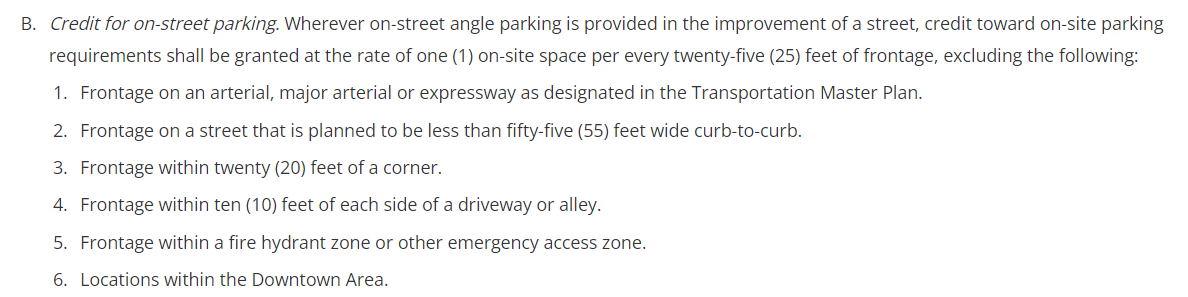 B. Credit for on-street parking. Wherever on-street angle parking is provided in the improvement of a street, credit toward on-site parking
requirements shall be granted at the rate of one (1) on-site space per every twenty-five (25) feet of frontage, excluding the following:
1. Frontage on an arterial, major arterial or expressway as designated in the Transportation Master Plan.
2. Frontage on a street that is planned to be less than fifty-five (55) feet wide curb-to-curb.
3. Frontage within twenty (20) feet of a corner.
4. Frontage within ten (10) feet of each side of a driveway or alley.
5. Frontage within a fire hydrant zone or other emergency access zone.
6. Locations within the Downtown Area.